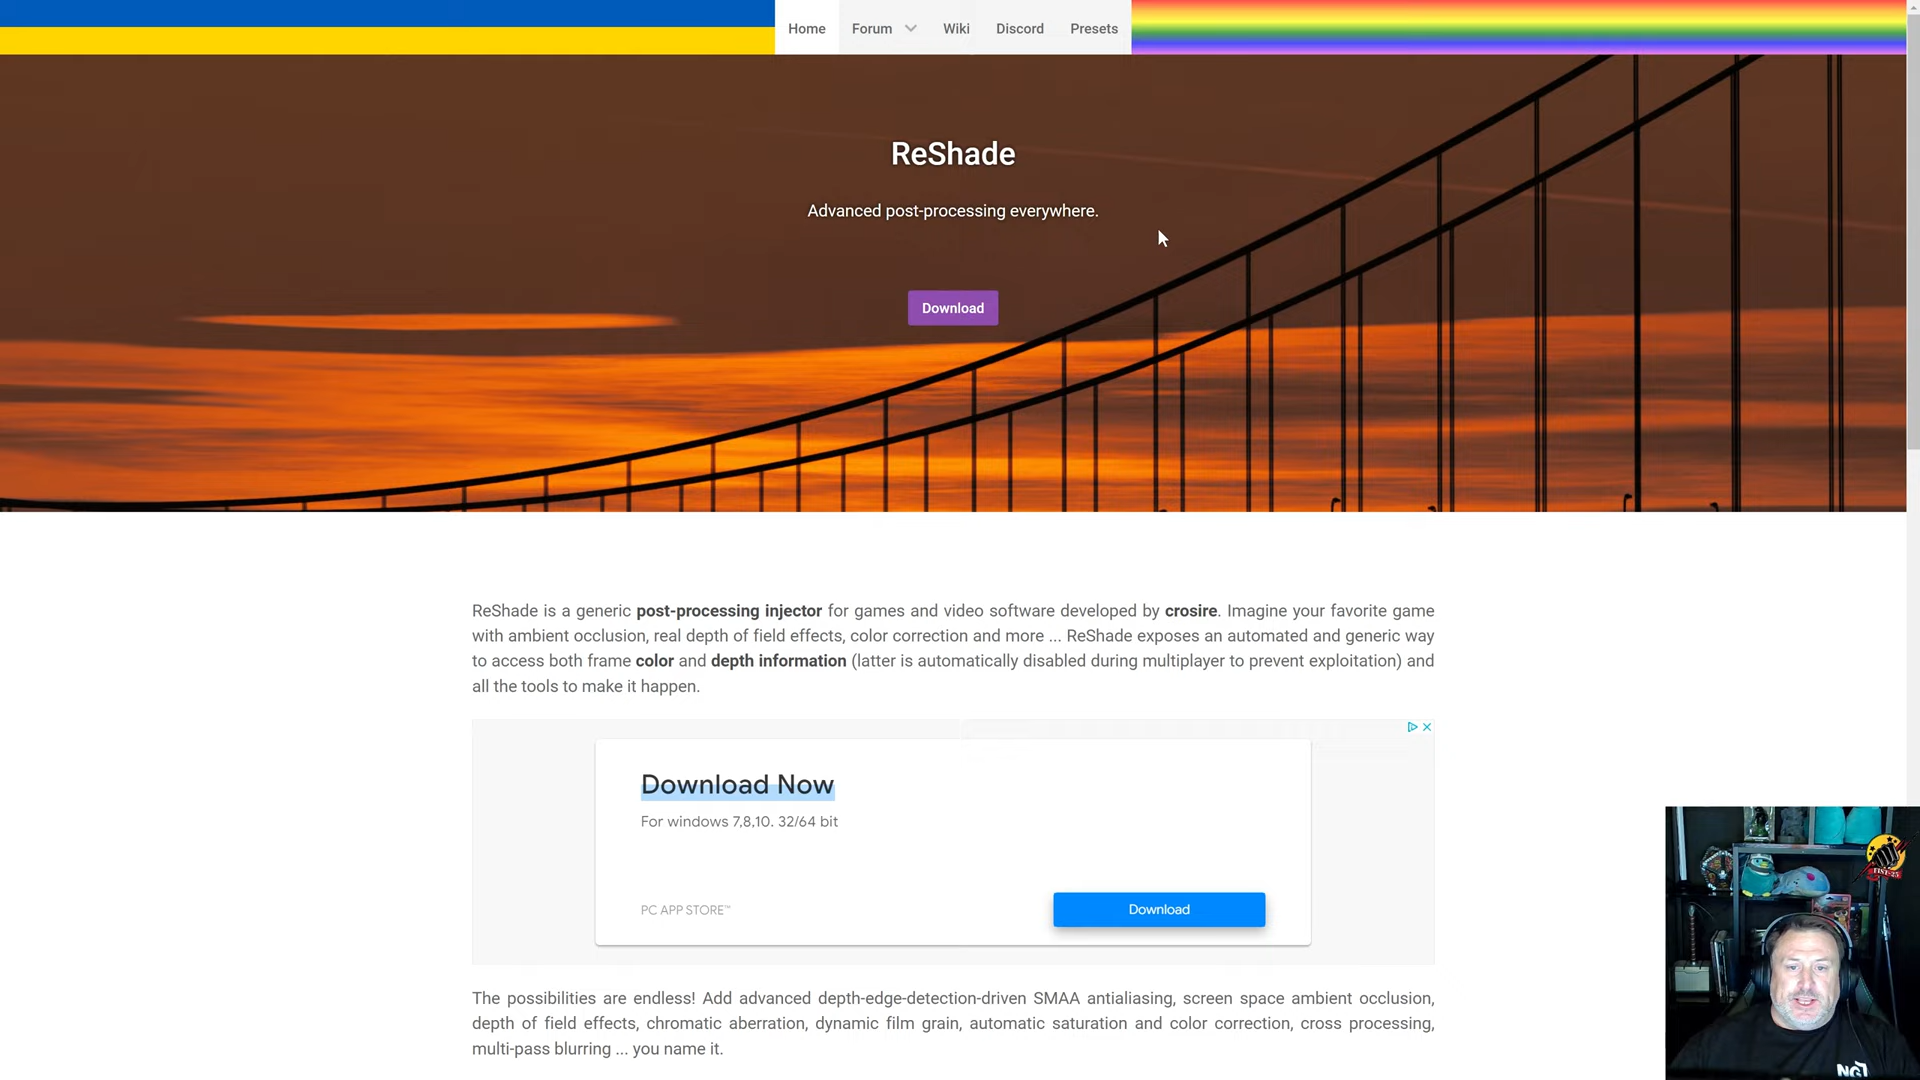 Home Forum Wiki Discord Presets
ReShade
Advanced post-processing everywhere.
Download
ReShade is a generic post-processing injector for games and video software developed by crosire. Imagine your favorite game
with ambient occlusion, real depth of field effects, color correction and more ... ReShade exposes an automated and generic way
to access both frame color and depth information (latter is automatically disabled during multiplayer to prevent exploitation) and
all the tools to make it happen.
Download Now
For windows 7,8,10. 32/64 bit
PC APP STORE™
Download
The possibilities are endless! Add advanced depth-edge-detection-driven SMAA antialiasing, screen space ambient occlusion,
depth of field effects, chromatic aberration, dynamic film grain, automatic saturation and color correction, cross processing,
multi-pass blurring ... you name it.
FIST-25